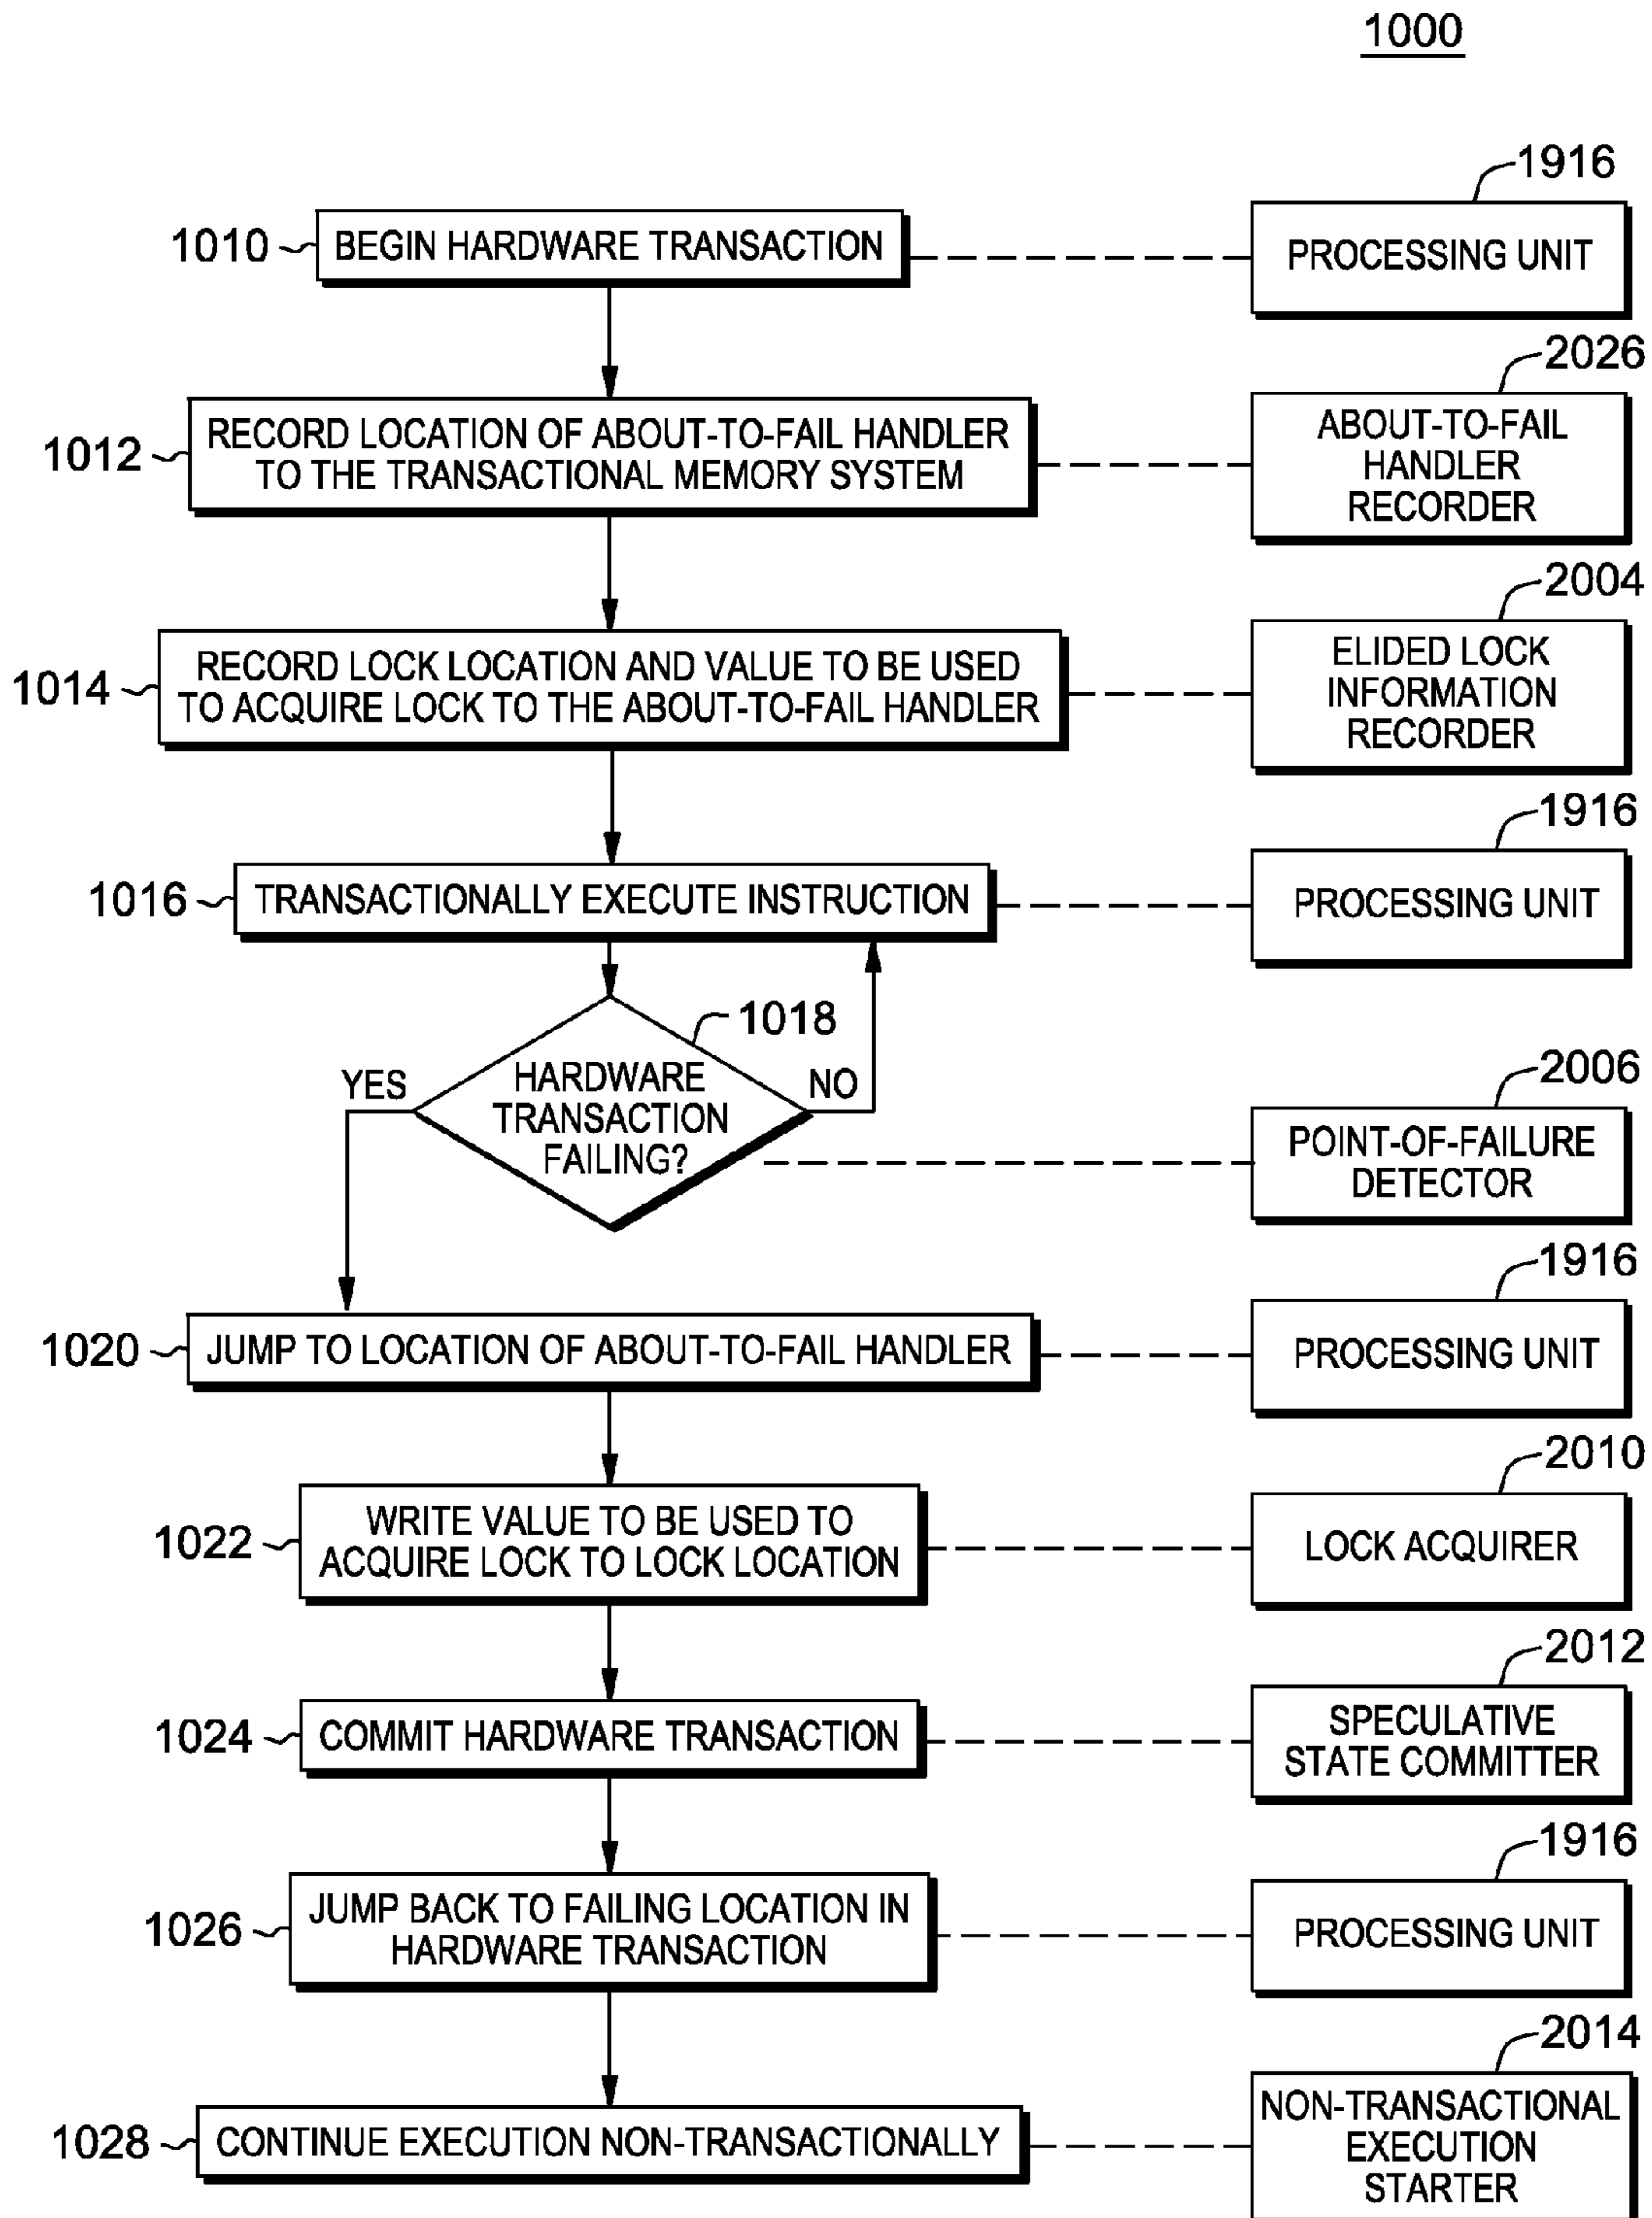 1000
1916
1010
BEGIN HARDWARE TRANSACTION
PROCESSING UNIT
2026
1012
RECORD LOCATION OF ABOUT-TO-FAIL HANDLER
TO THE TRANSACTIONAL MEMORY SYSTEM
ABOUT-TO-FAIL
HANDLER
RECORDER
2004
1014
RECORD LOCK LOCATION AND VALUE TO BE USED
TO ACQUIRE LOCK TO THE ABOUT-TO-FAIL HANDLER
ELIDED LOCK
INFORMATION
RECORDER
1916
1016
TRANSACTIONALLY EXECUTE INSTRUCTION
PROCESSING UNIT
1018
YES
HARDWARE
TRANSACTION
FAILING?
NO
2006
POINT-OF-FAILURE
DETECTOR
1916
1020
JUMP TO LOCATION OF ABOUT-TO-FAIL HANDLER
PROCESSING UNIT
2010
1022
WRITE VALUE TO BE USED TO
ACQUIRE LOCK TO LOCK LOCATION
LOCK ACQUIRER
2012
1024
COMMIT HARDWARE TRANSACTION
SPECULATIVE
STATE COMMITTER
1916
1026
JUMP BACK TO FAILING LOCATION IN
HARDWARE TRANSACTION
PROCESSING UNIT
2014
1028
CONTINUE EXECUTION NON-TRANSACTIONALLY
NON-TRANSACTIONAL
EXECUTION
STARTER